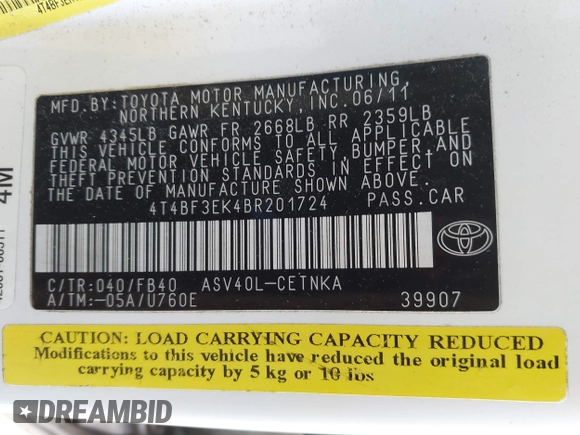 4T4BF3E
MFD.BY:TOYOTA MOTOR MANUFACTURING,
NORTHERN KENTUCKY,INC.06/11
GVWR 4345LB GAWR FR 2668LB RR 2359LB
THIS VEHICLE CONFORMS TO ALL APPLICABLE
FEDERAL MOTOR VEHICLE SAFETY,BUMPER,AND
THEFT PREVENTION STANDARDS IN EFFECT ON
THE DATE OF MANUFACTURE SHOWN ABOVE.
4T4BF3EK4BR201724 PASS.CAR
C/TR:040/FB40 ASV40L-CETNKA
A/TM:-05A/U760E 39907
TOYOTA
4M
CAUTION: LOAD CARRYING CAPACITY REDUCED
Modifications to this vehicle have reduced the original load
carrying capacity by 5 kg or 10 lbs
DREAMBID